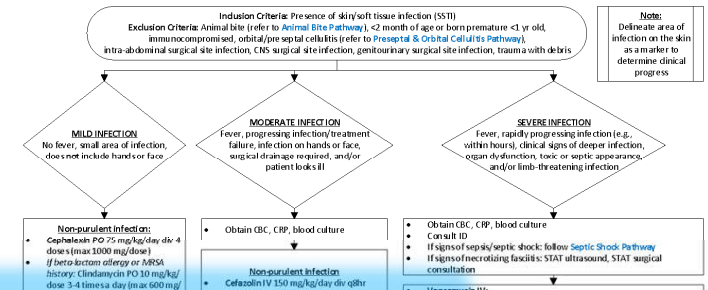 Inclusion Criteria: Presence of skin/soft tissue infection (SSTI)
Exclusion Criteria: Animal bite (refer to Animal Bite Pathway), <2 month of age or born premature <1 yr old,
immunocompromised, orbital/preseptal cellulitis (refer to Preseptal & Orbital Cellulitis Pathway),
intra-abdominal surgical site infection, CNS surgical site infection, genitourinary surgical site infection, trauma with debris
Note:
Delineate area of
infection on the skin
as a marker to
determine clinical
progress
MILD INFECTION
No fever, small area of infection,
does not include hands or face
MODERATE INFECTION
Fever, progressing infection/treatment
failure, infection on hands or face,
surgical drainage required, and/or
patient looks ill
SEVERE INFECTION
Fever, rapidly progressing infection (e.g.,
within hours), clinical signs of deeper infection,
organ dysfunction, toxic or septic appearance,
and/or limb-threatening infection
Non-purulent infection:
• Cephalexin PO 75 mg/kg/day div 4
doses (max 1000 mg/dose)
• If beta-lactam allergy or MRSA
history: Clindamycin PO 10 mg/kg/
dose 3-4 times a day (max 600 mg/
• Obtain CBC, CRP, blood culture
Non-purulent infection
• Cefazolin IV 150 mg/kg/day div q8hr
• Obtain CBC, CRP, blood culture
• Consult ID
• If signs of sepsis/septic shock: follow Septic Shock Pathway
• If signs of necrotizing fasciitis: STAT ultrasound, STAT surgical
consultation
Vancomycin IV: